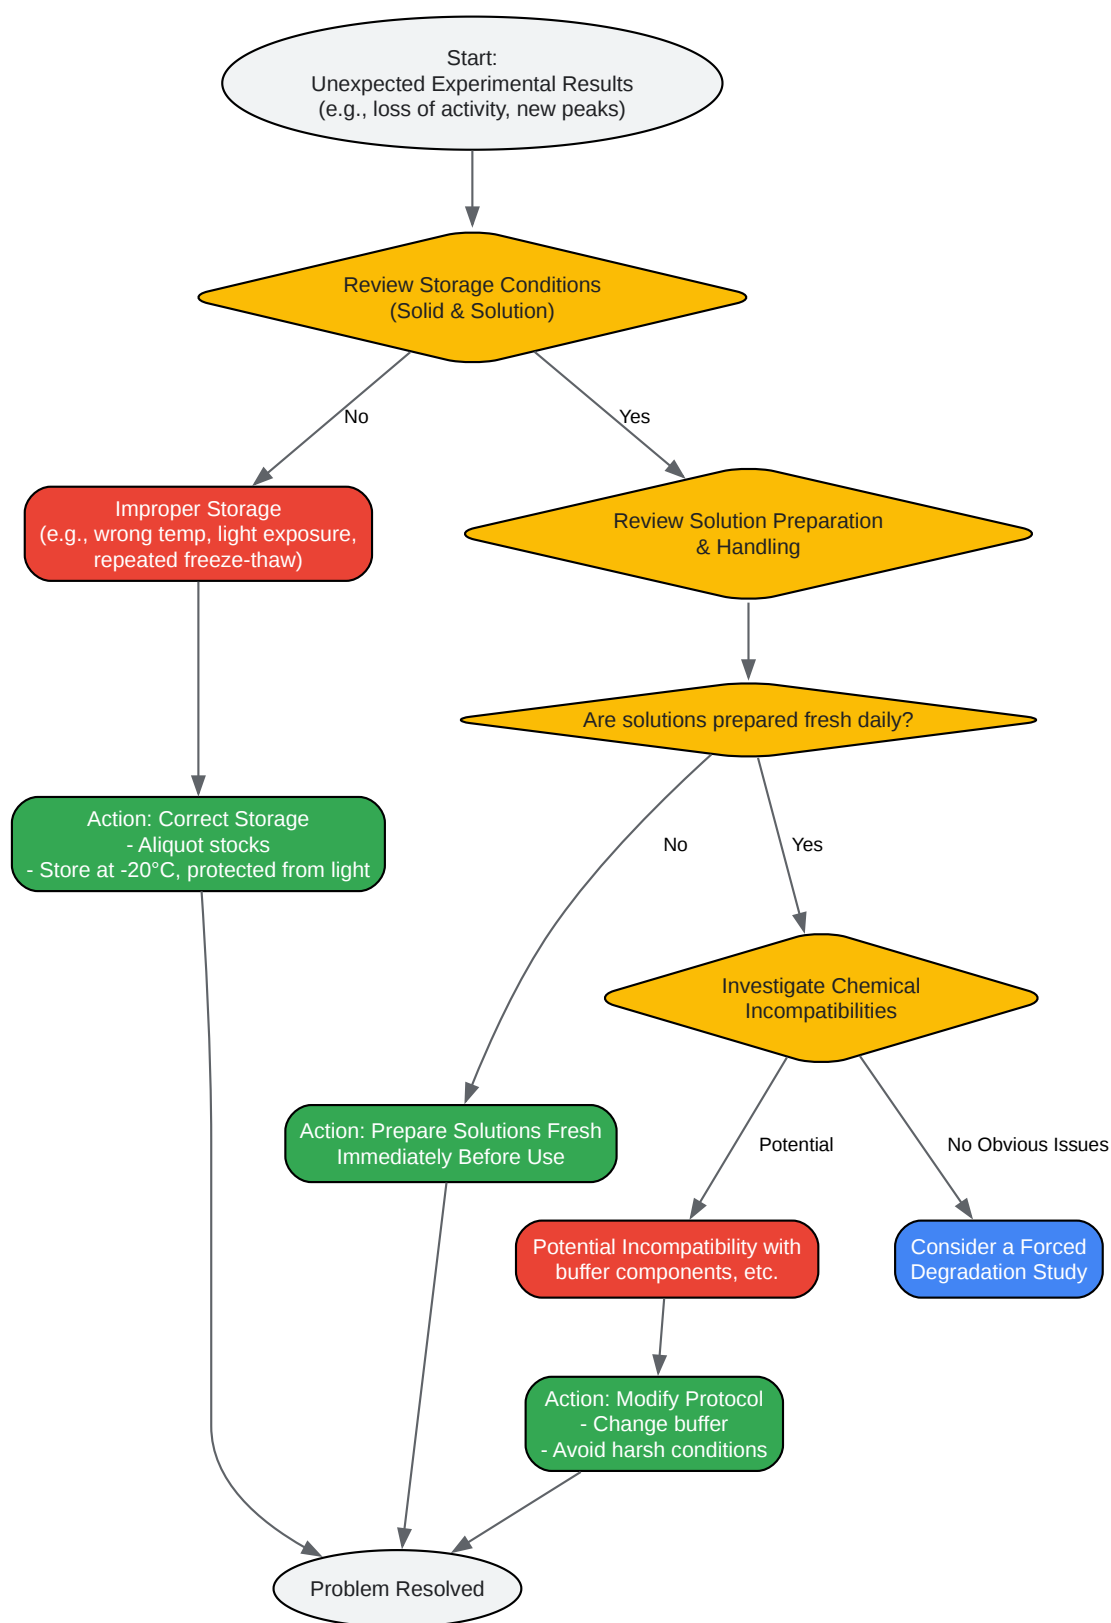 Start:
Unexpected Experimental Results
(e.g., loss of activity, new peaks)
Review Storage Conditions
(Solid & Solution)
No
Yes
Improper Storage
(e.g., wrong temp, light exposure,
repeated freeze-thaw)
Review Solution Preparation
& Handling
Are solutions prepared fresh daily?
Action: Correct Storage
- Aliquot stocks
- Store at -20°C, protected from light
No
Yes
Investigate Chemical
Incompatibilities
Action: Prepare Solutions Fresh
Immediately Before Use
Potential
No Obvious Issues
Potential Incompatibility with
buffer components, etc.
Consider a Forced
Degradation Study
Action: Modify Protocol
- Change buffer
- Avoid harsh conditions
Problem Resolved